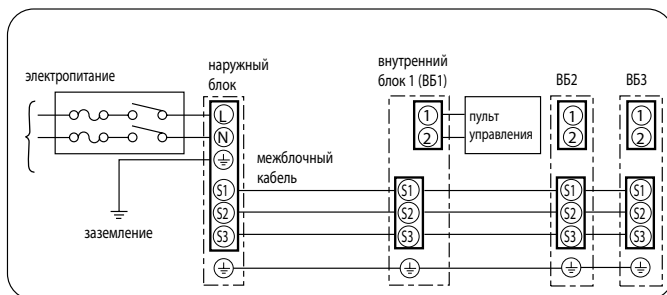 электропитание
наружный
блок
внутренний
блок 1 (ВБ1)
ВБ2
ВБ3
L
N
1
2
пульт
управления
1
2
1
2
межблочный
кабель
заземление
S1
S2
S3
S1
S2
S3
S1
S2
S3
S1
S2
S3